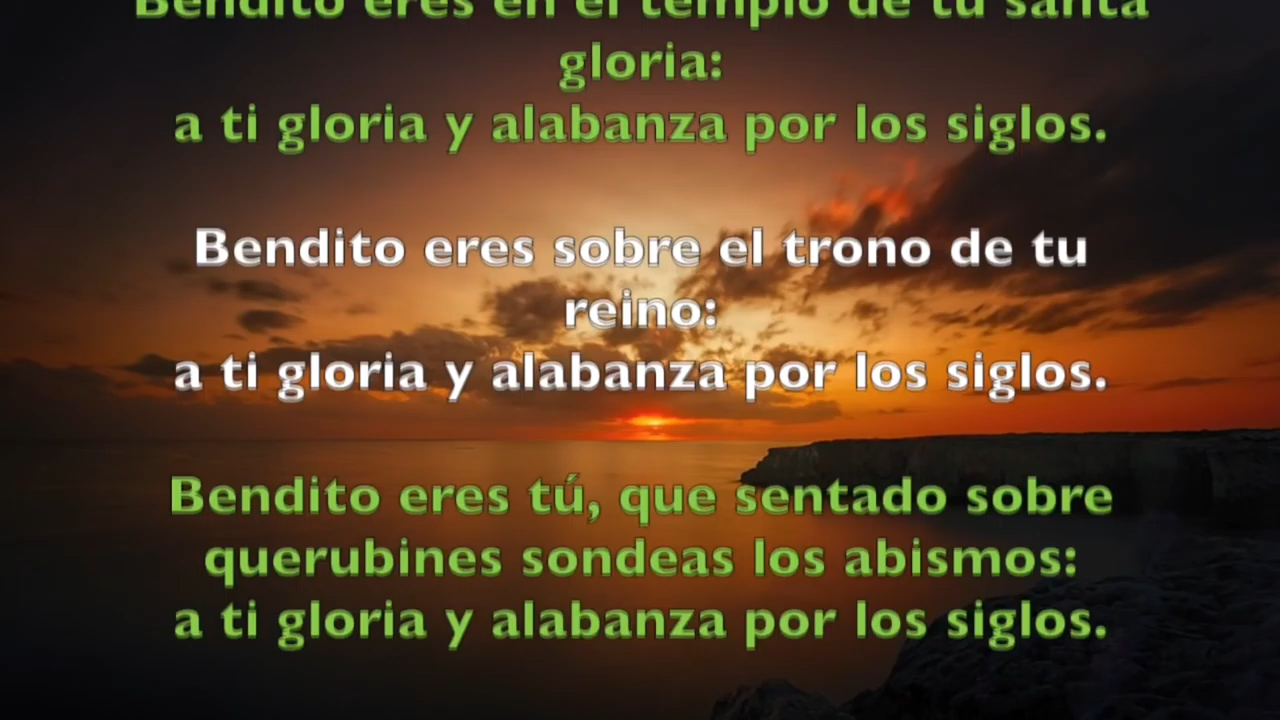 Bendito eres en el templo de tu santa
gloria:
a ti gloria y alabanza por los siglos.
Bendito eres sobre el trono de tu
reino:
a ti gloria y alabanza por los siglos.
Bendito eres tú, que sentado sobre
querubines sondeas los abismos:
a ti gloria y alabanza por los siglos.